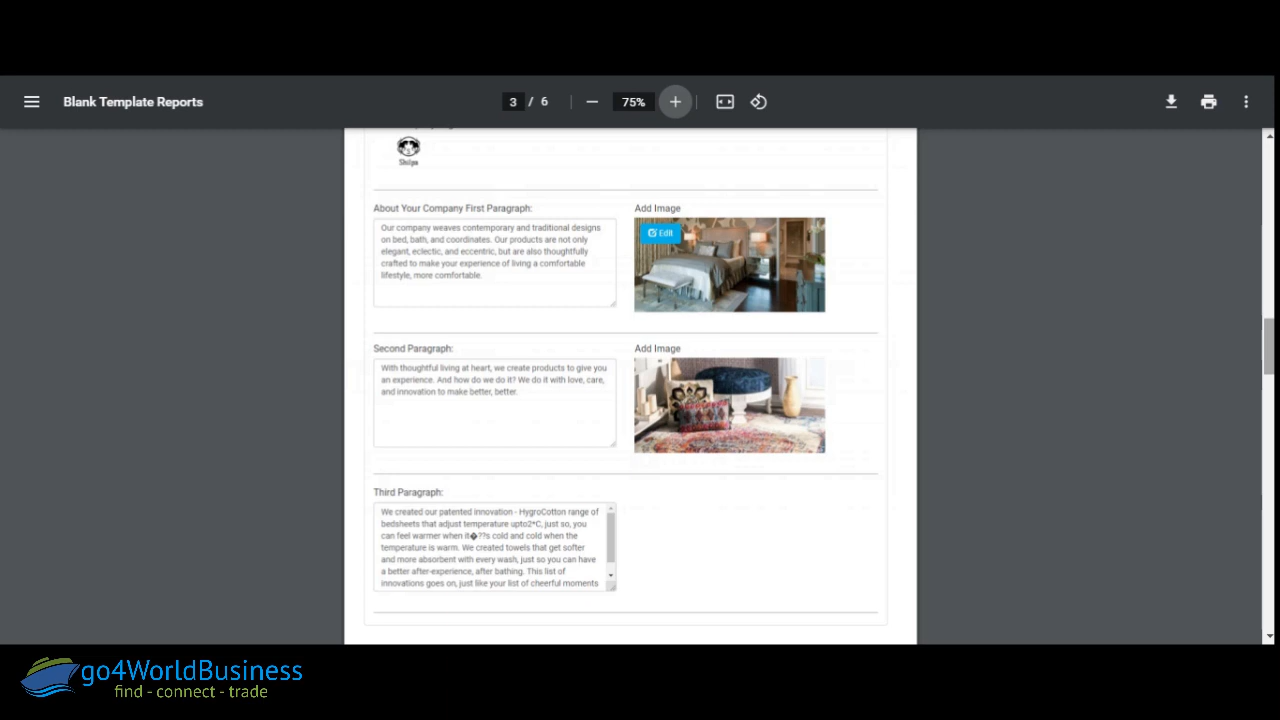 Blank Template Reports
3 / 6
75%
Shilpa
About Your Company First Paragraph:
Add Image
Our company weaves contemporary and traditional designs
on bed, bath, and coordinates. Our products are not only
elegant, eclectic, and eccentric, but are also thoughtfully
crafted to make your experience of living a comfortable
lifestyle, more comfortable.
Edit
Second Paragraph:
Add Image
With thoughtful living at heart, we create products to give you
an experience. And how do we do it? We do it with love, care,
and innovation to make better, better.
Third Paragraph:
We created our patented innovation - HygroCotton range of
bedsheets that adjust temperature upto2°C, just so, you
can feel warmer when it�??s cold and cold when the
temperature is warm. We created towels that get softer
and more absorbent with every wash, just so you can have
a better after-experience, after bathing. This list of
innovations goes on, just like your list of cheerful moments
go4WorldBusiness
find - connect - trade